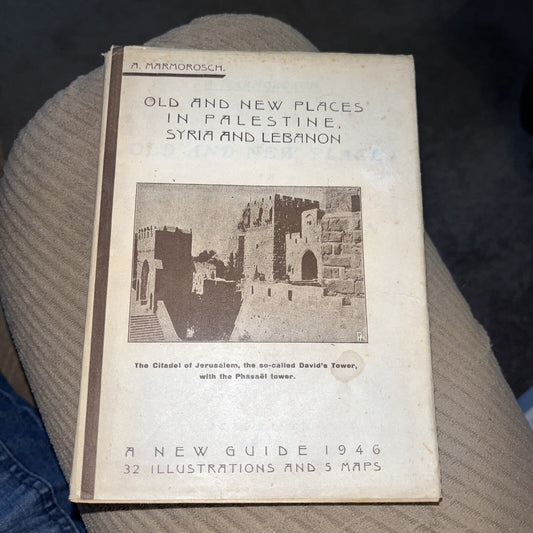 A. MARMOROSCH.
OLD AND NEW PLACES
IN PALESTINE,
SYRIA AND LEBANON
The Citadel of Jerusalem, the so-called David's Tower,
with the Phasaël tower.
A NEW GUIDE 1946
32 ILLUSTRATIONS AND 5 MAPS